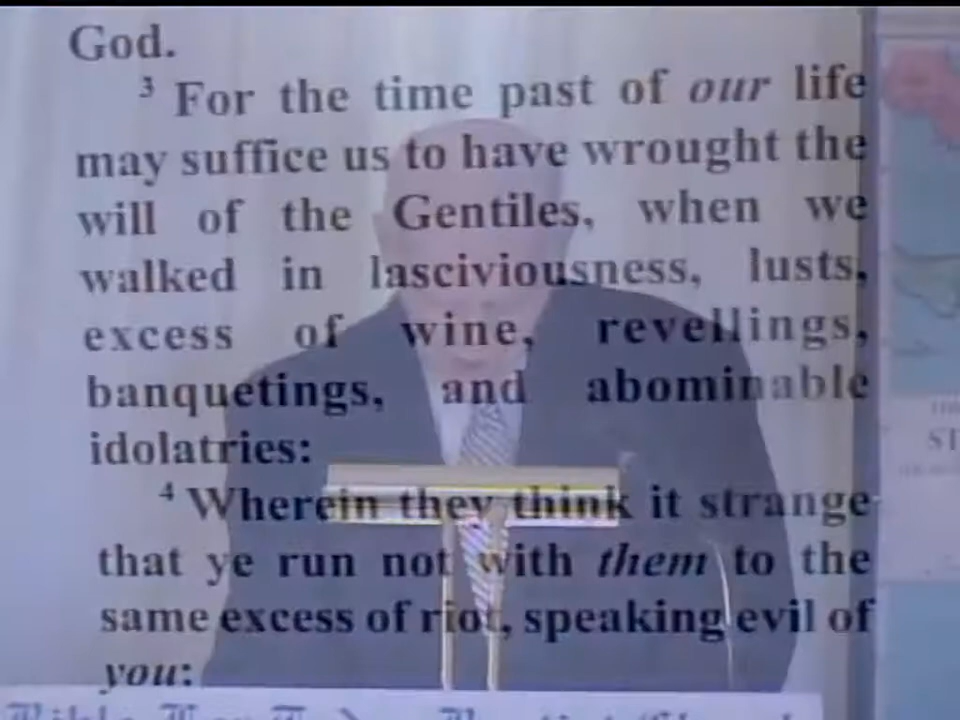 God.
3 For the time past of our life
may suffice us to have wrought the
will of the Gentiles, when we
walked in lasciviousness, lusts,
excess of wine, revellings,
banquetings, and abominable
idolatries:
4 Wherein they think it strange
that ye run not with them to the
same excess of riot, speaking evil of
you: